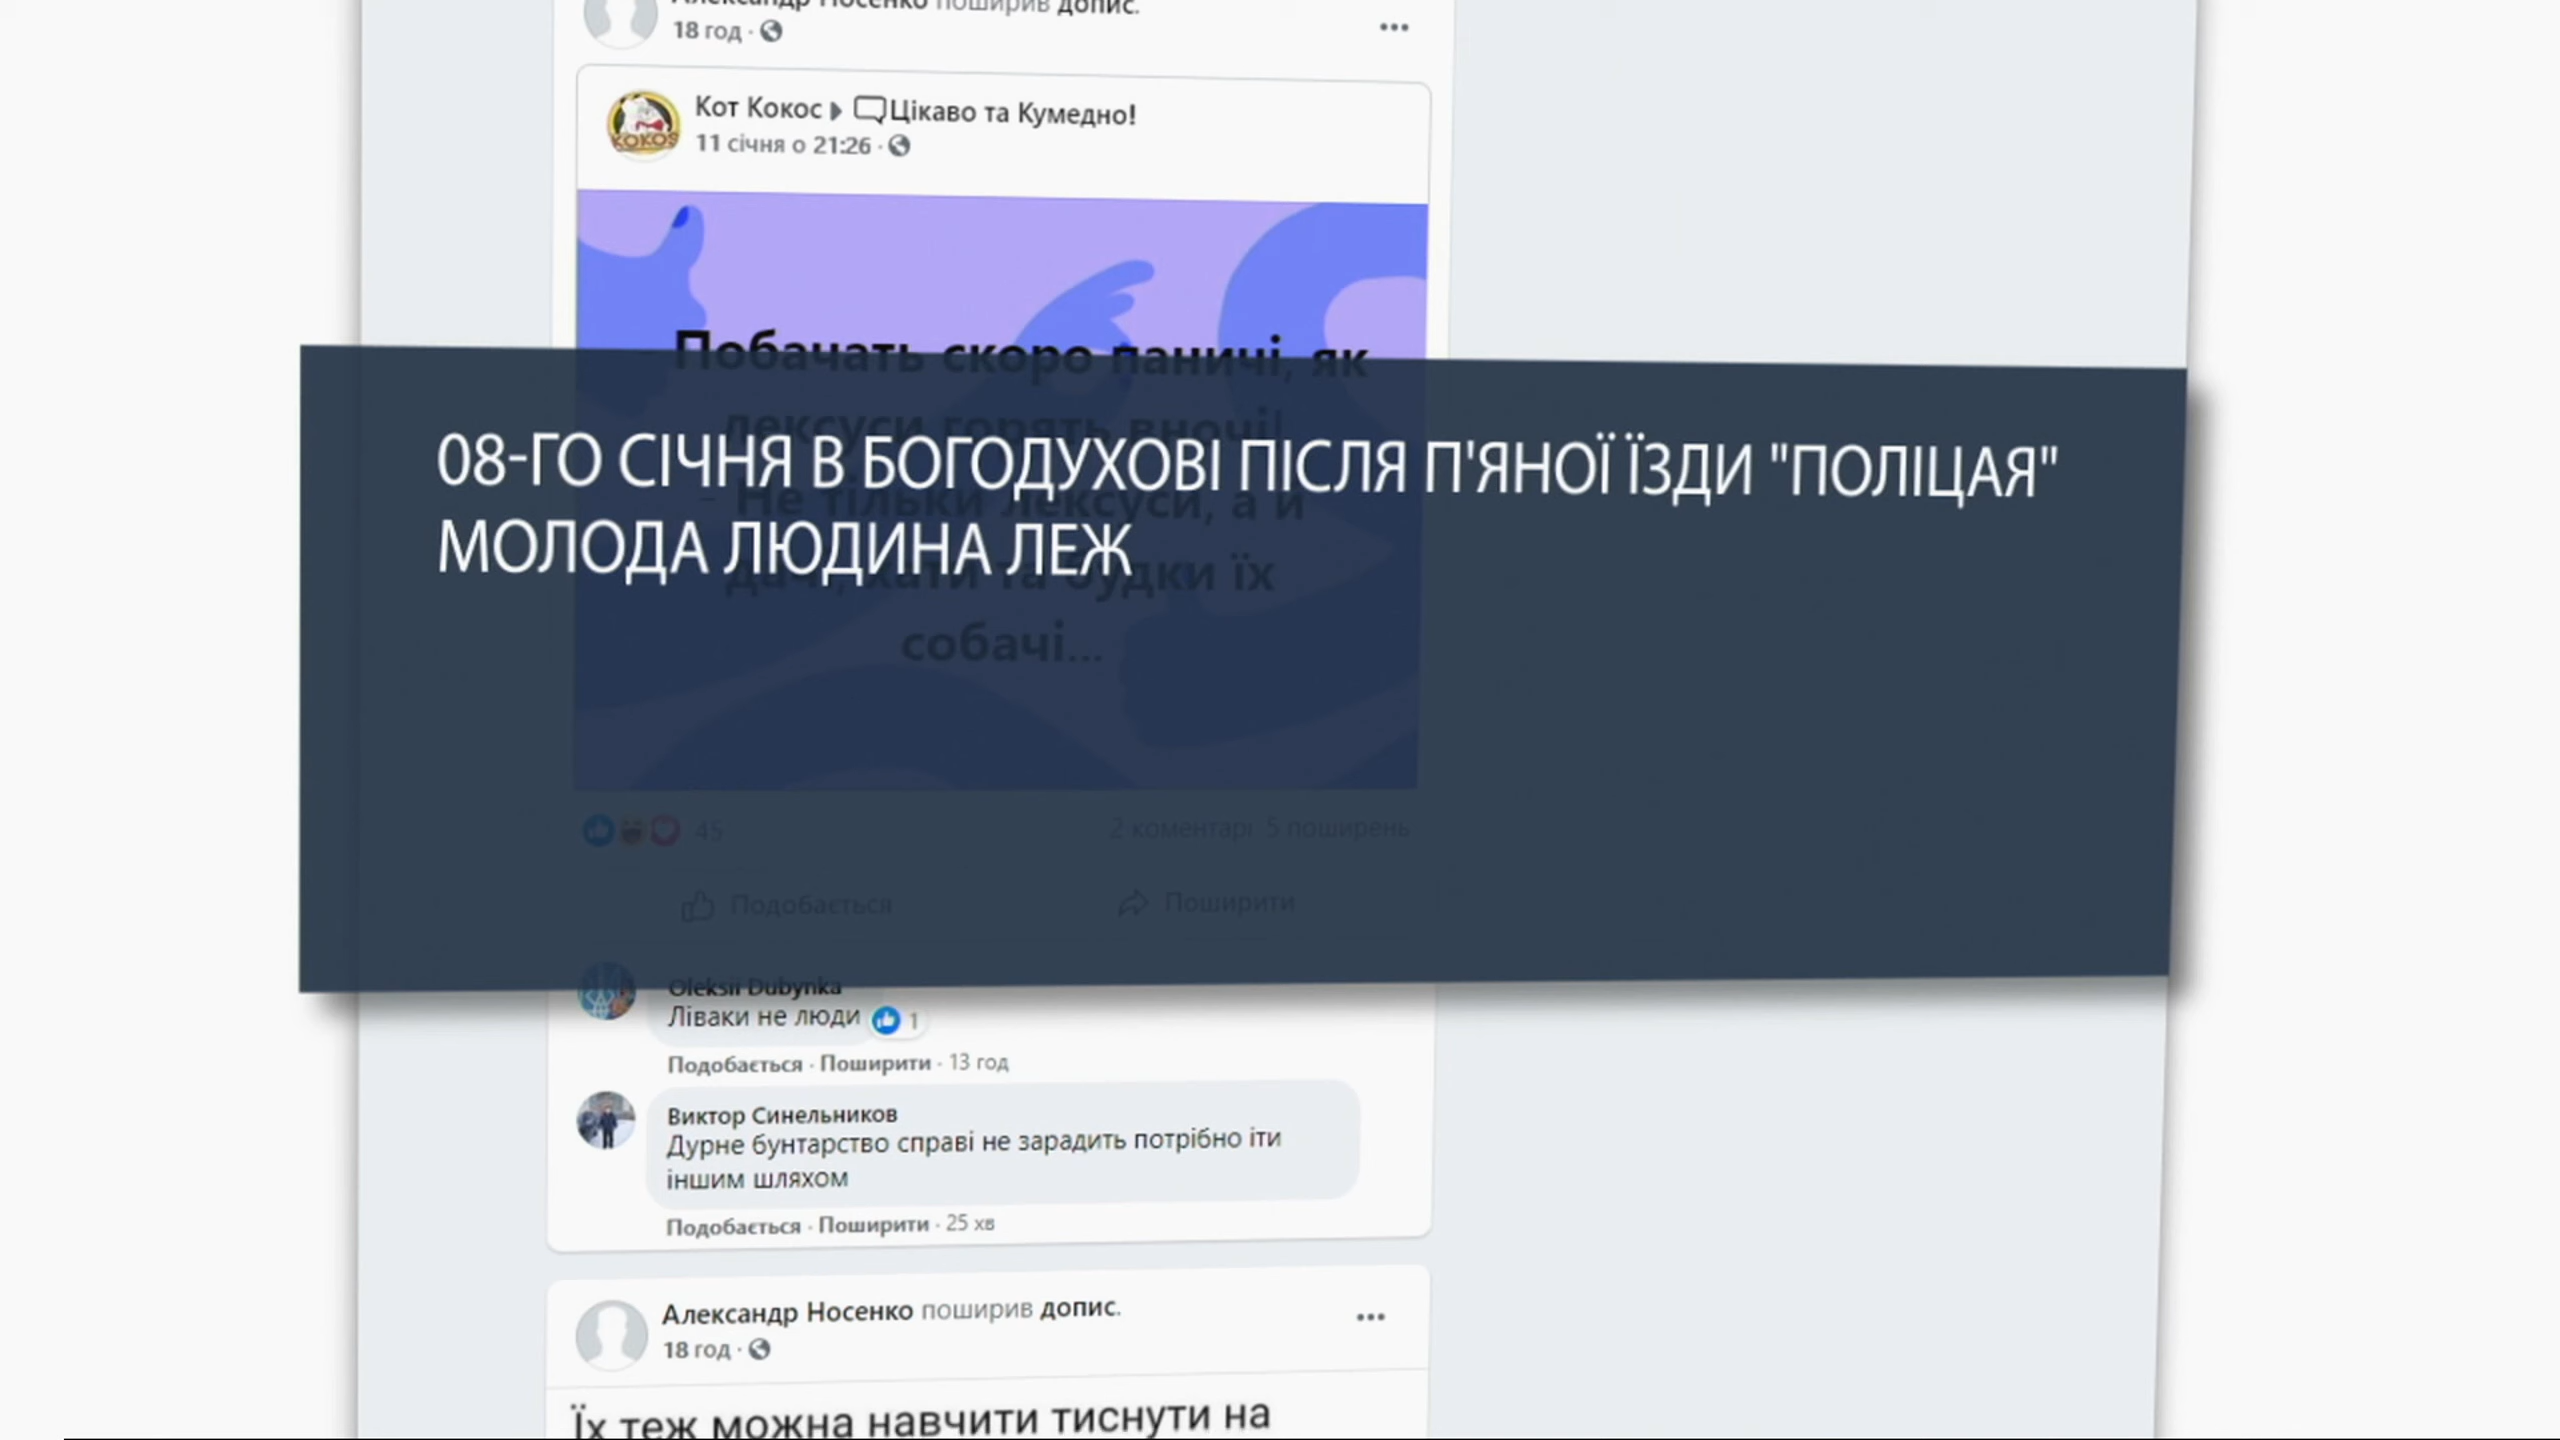 Александр Носенко поширив допис.
18 год ·
Кот Кокос ▸ Цікаво та Кумедно!
11 січня о 21:26 ·
KOKOS
Побачать скоро паничі, як
лексуси горять вночі!
08-ГО СІЧНЯ В БОГОДУХОВІ ПІСЛЯ П'ЯНОЇ ЇЗДИ "ПОЛІЦАЯ"
- Не тільки лексуси, а й
МОЛОДА ЛЮДИНА ЛЕЖ
дачі, хати та будки їх
собачі...
45
2 коментарі 5 поширень
Подобається Поширити
Oleksii Dubynka
Ліваки не люди 1
Подобається · Поширити · 13 год
Виктор Синельников
Дурне бунтарство справі не зарадить потрібно іти
іншим шляхом
Подобається · Поширити · 25 хв
Александр Носенко поширив допис.
18 год ·
Їх теж можна навчити тиснути на